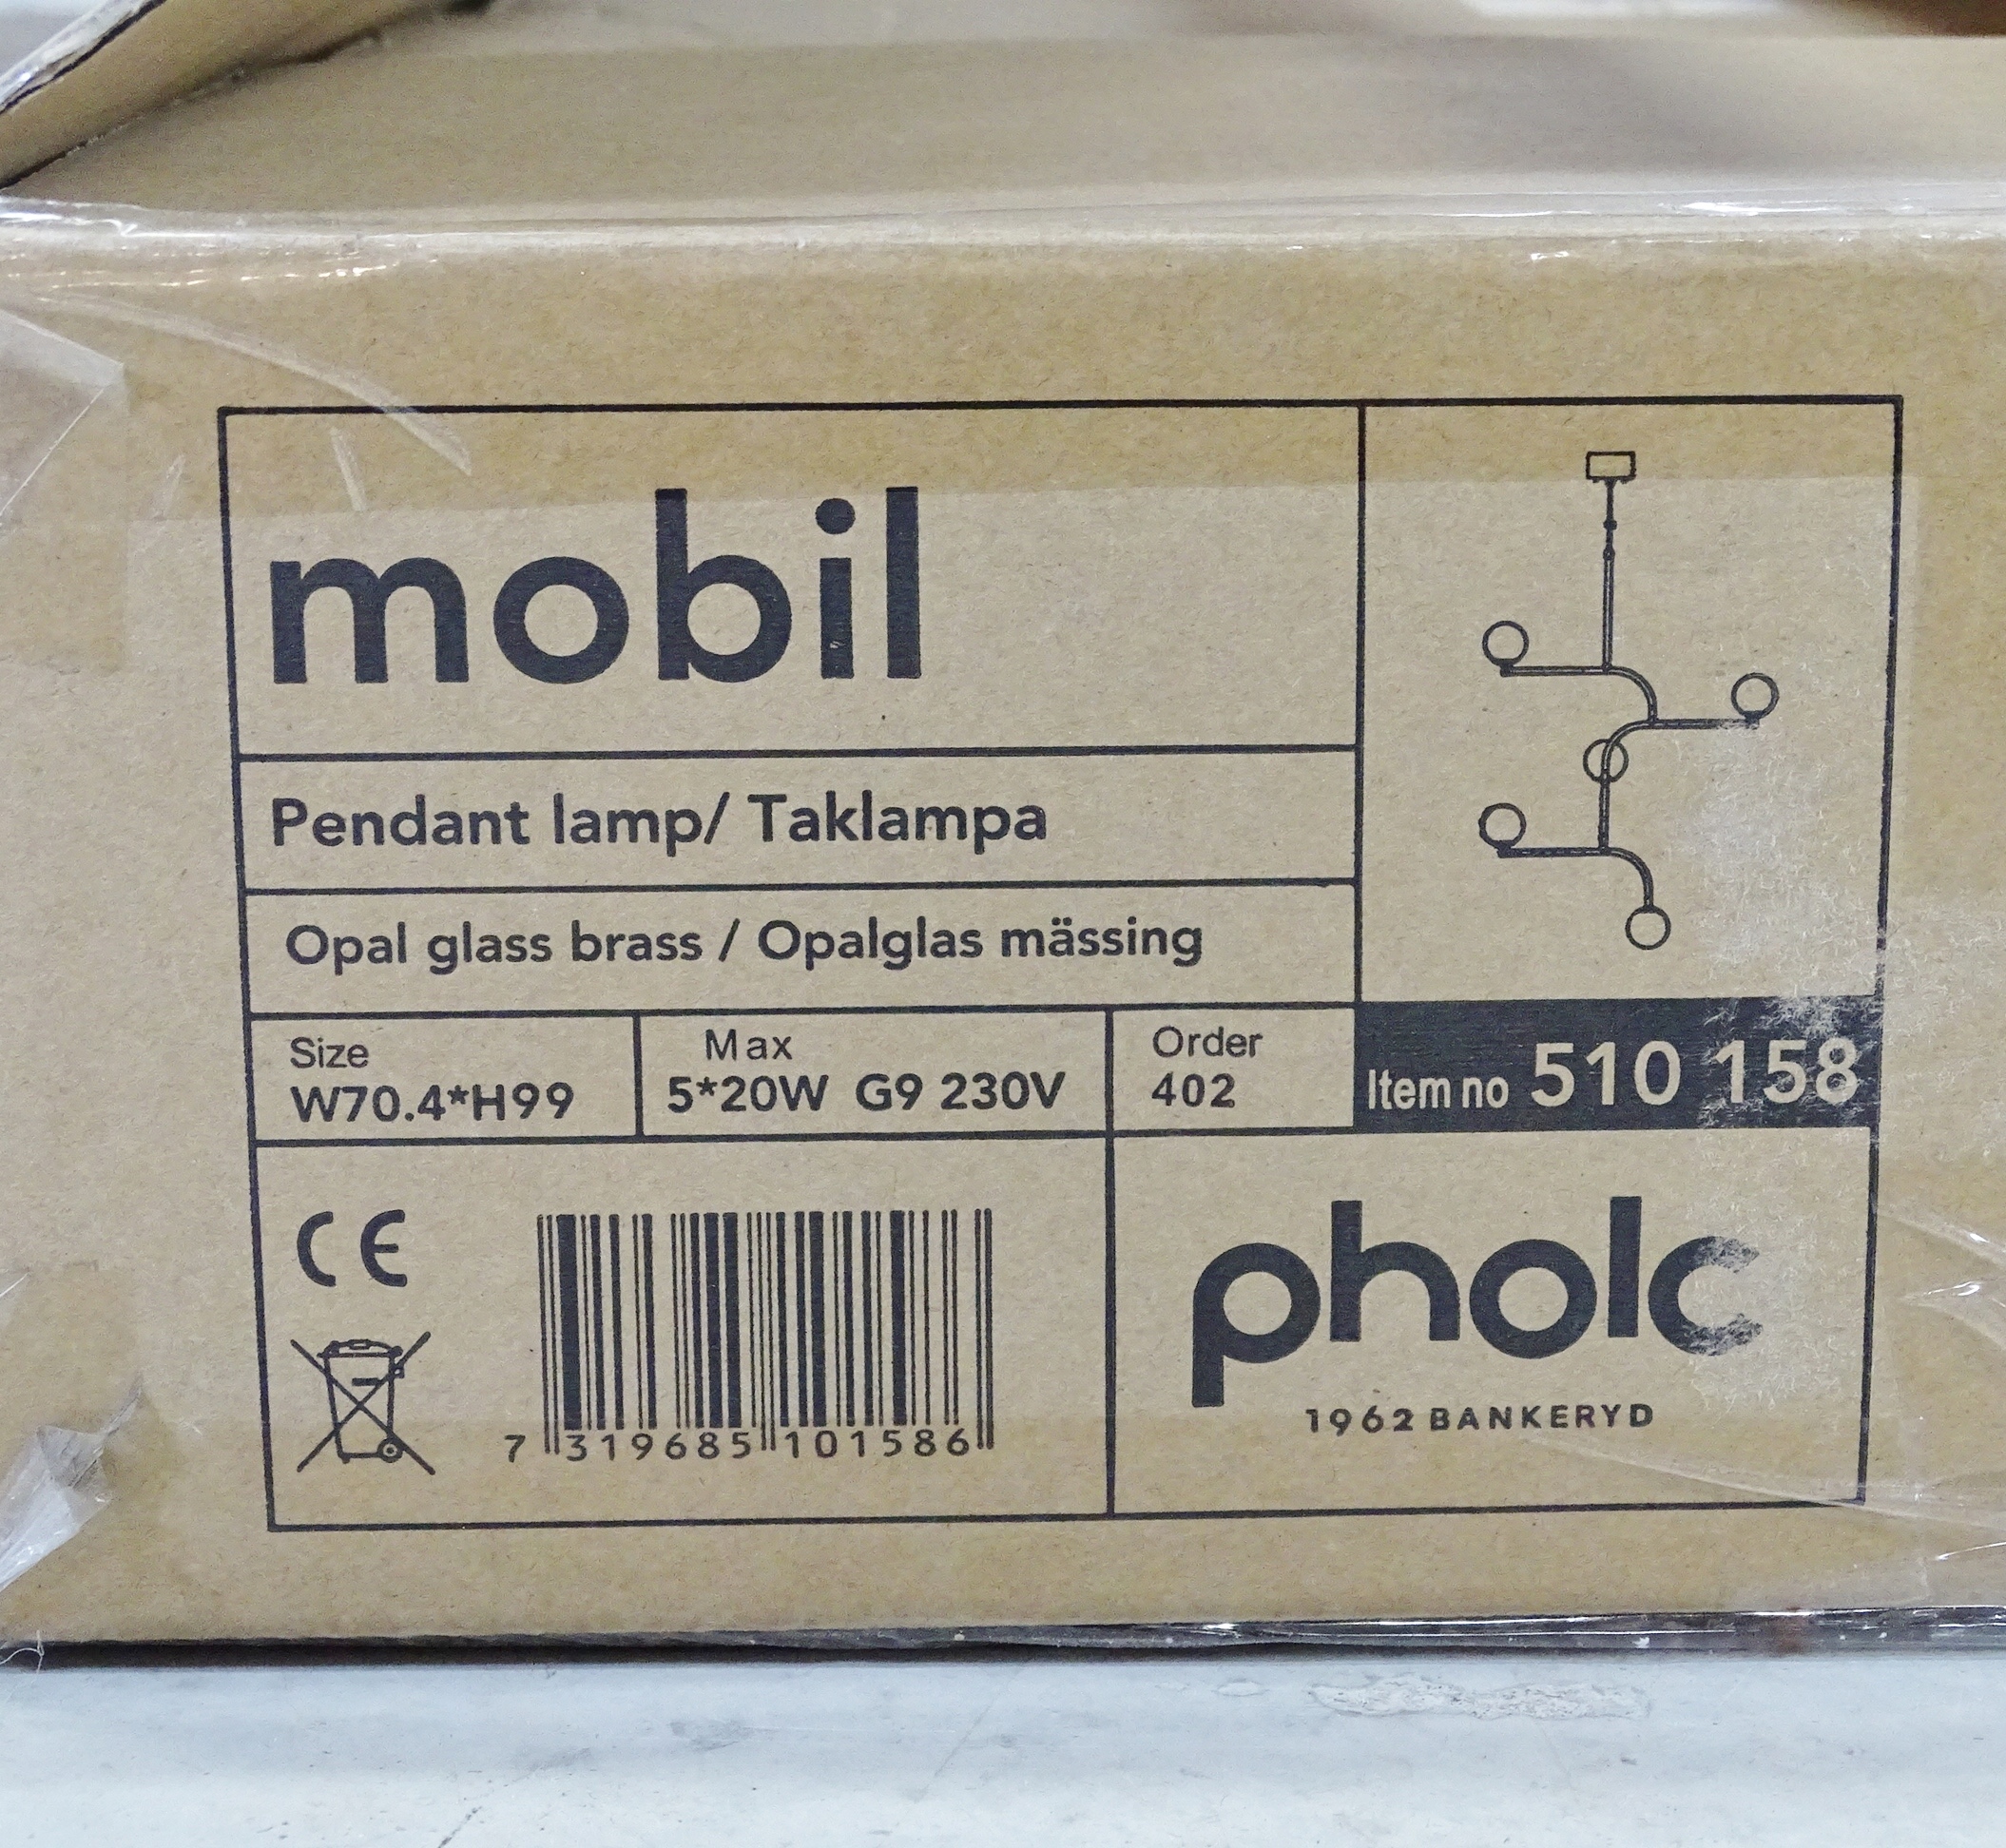 mobil
Pendant lamp/ Taklampa
Opal glass brass / Opalglas mässing
Size
W70.4*H99
Max
5*20W G9 230V
Order
402
Item no 510 158
CE
7 319685 101586
pholc
1962 BANKERYD